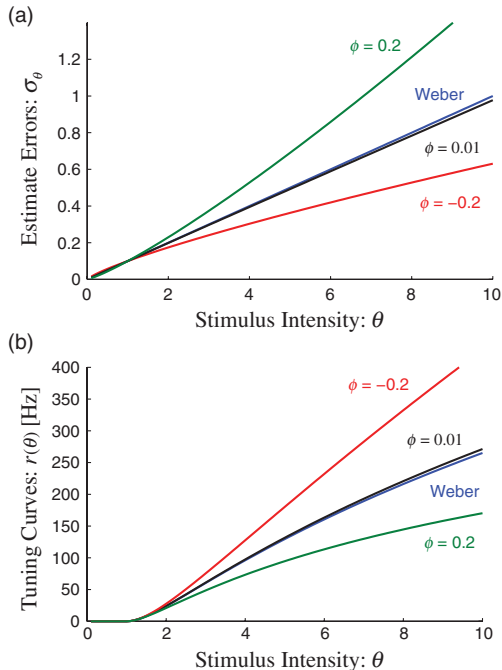 (a)
1.2
1
0.8
0.6
0.4
0.2
0
Estimate Errors: σ_θ
ϕ = 0.2
Weber
ϕ = 0.01
ϕ = −0.2
0 2 4 6 8 10
Stimulus Intensity: θ
(b)
400
350
300
250
200
150
100
50
0
Tuning Curves: r(θ) [Hz]
ϕ = −0.2
ϕ = 0.01
Weber
ϕ = 0.2
0 2 4 6 8 10
Stimulus Intensity: θ